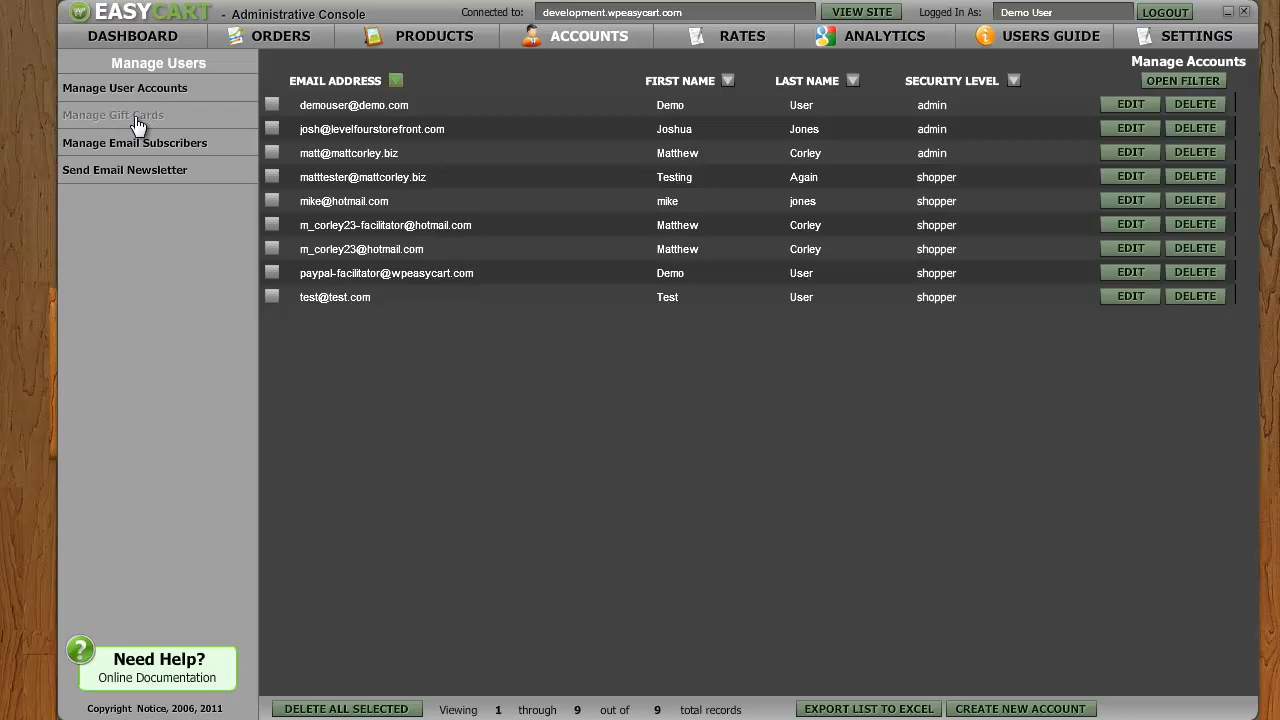 EASYCART - Administrative Console Connected to: development.wpeasycart.com VIEW SITE Logged In As: Demo User LOGOUT
DASHBOARD ORDERS PRODUCTS ACCOUNTS RATES ANALYTICS USERS GUIDE SETTINGS
Manage Users
Manage User Accounts
Manage Gift Cards
Manage Email Subscribers
Send Email Newsletter
Manage Accounts
EMAIL ADDRESS FIRST NAME LAST NAME SECURITY LEVEL OPEN FILTER
demouser@demo.com Demo User admin EDIT DELETE
josh@levelfourstorefront.com Joshua Jones admin EDIT DELETE
matt@mattcorley.biz Matthew Corley admin EDIT DELETE
matttester@mattcorley.biz Testing Again shopper EDIT DELETE
mike@hotmail.com mike jones shopper EDIT DELETE
m_corley23-facilitator@hotmail.com Matthew Corley shopper EDIT DELETE
m_corley23@hotmail.com Matthew Corley shopper EDIT DELETE
paypal-facilitator@wpeasycart.com Demo User shopper EDIT DELETE
test@test.com Test User shopper EDIT DELETE
Need Help?
Online Documentation
Copyright Notice, 2006, 2011
DELETE ALL SELECTED Viewing 1 through 9 out of 9 total records EXPORT LIST TO EXCEL CREATE NEW ACCOUNT